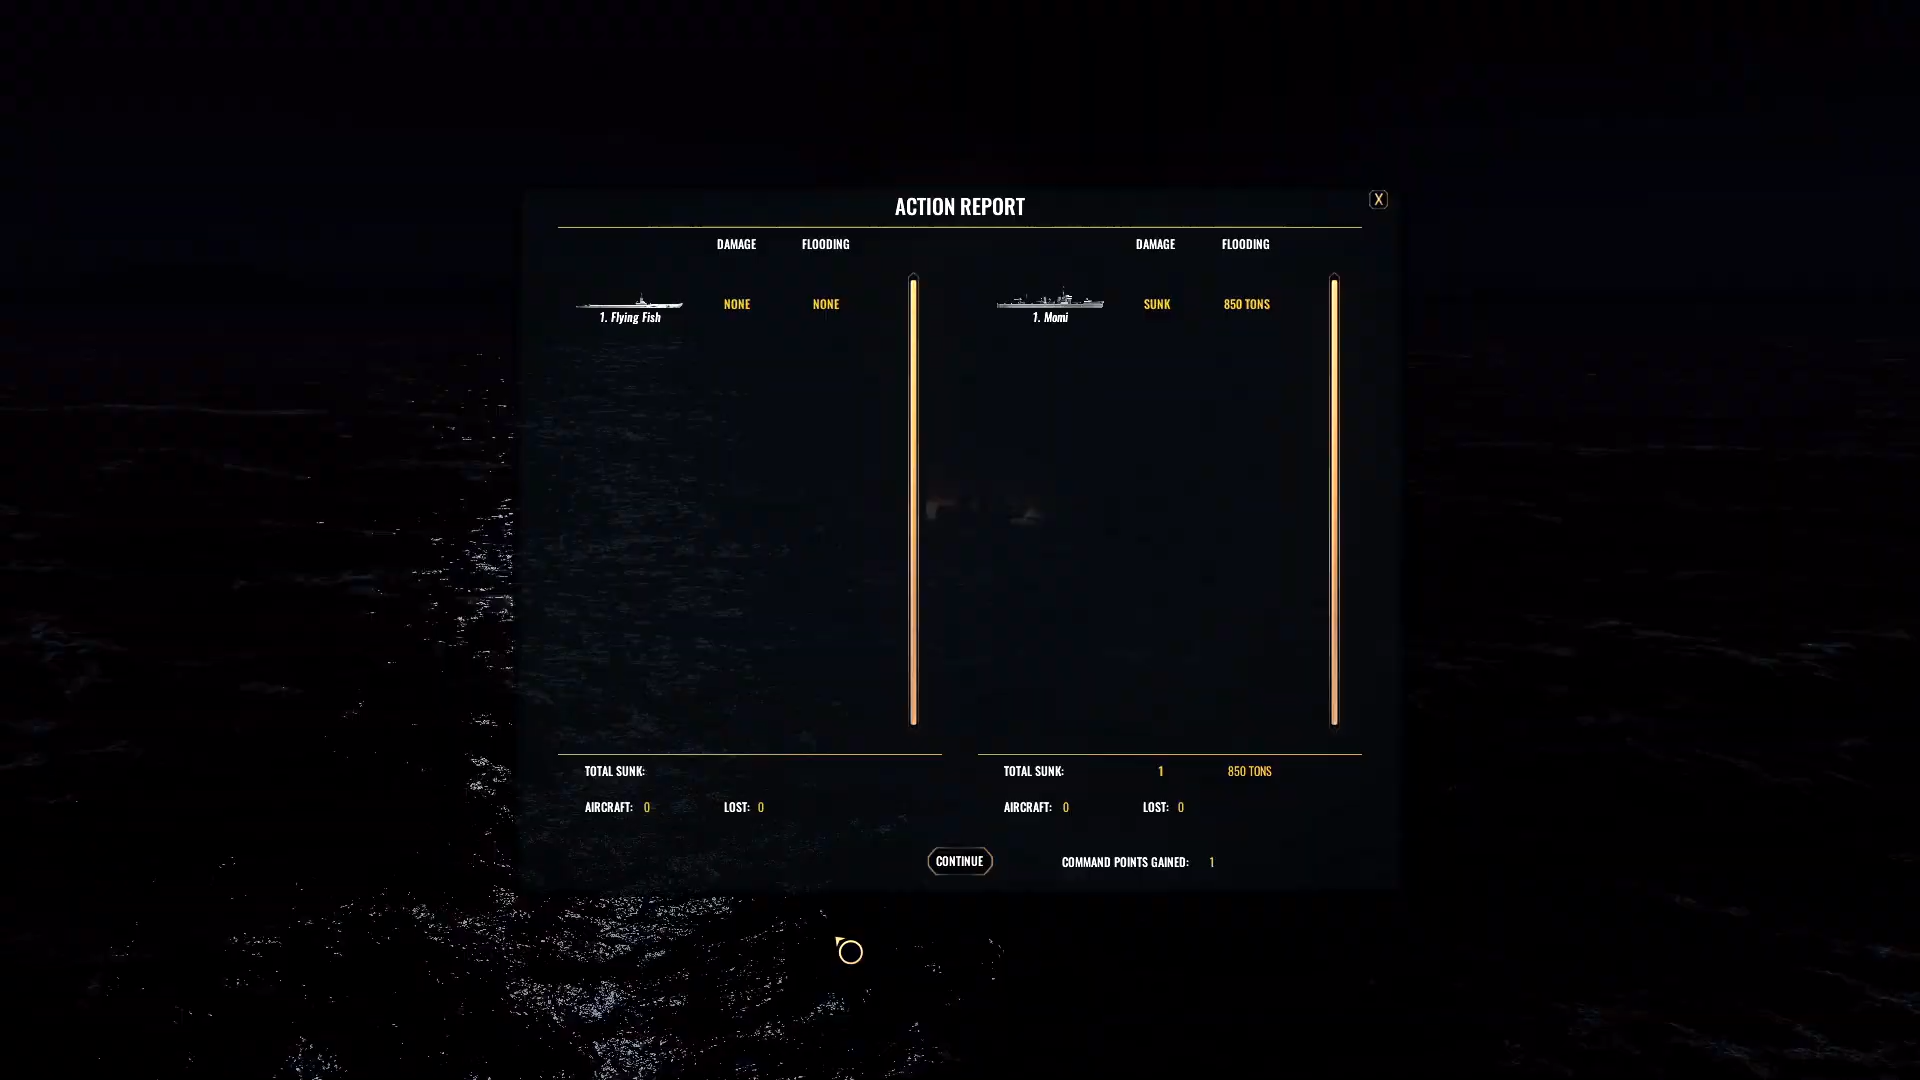 ACTION REPORT
X
DAMAGE FLOODING DAMAGE FLOODING
NONE NONE SUNK 850 TONS
1. Flying Fish 1. Momi
TOTAL SUNK: TOTAL SUNK: 1 850 TONS
AIRCRAFT: 0 LOST: 0 AIRCRAFT: 0 LOST: 0
CONTINUE COMMAND POINTS GAINED: 1